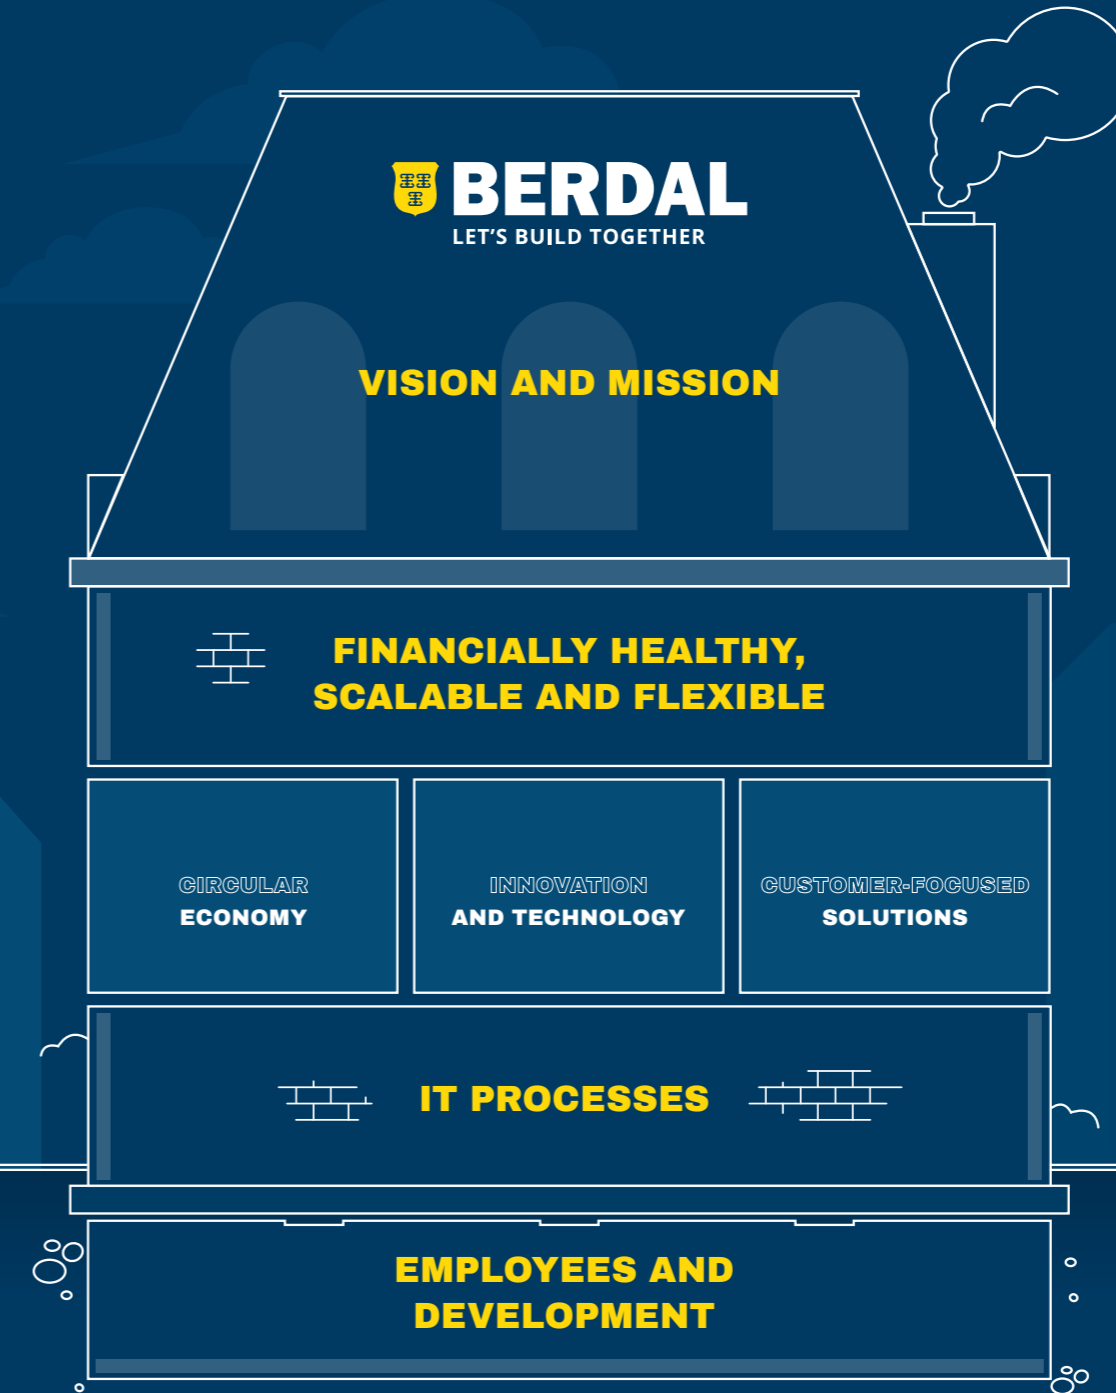 BERDAL
LET'S BUILD TOGETHER
VISION AND MISSION
FINANCIALLY HEALTHY,
SCALABLE AND FLEXIBLE
CIRCULAR
ECONOMY
INNOVATION
AND TECHNOLOGY
CUSTOMER-FOCUSED
SOLUTIONS
IT PROCESSES
EMPLOYEES AND
DEVELOPMENT